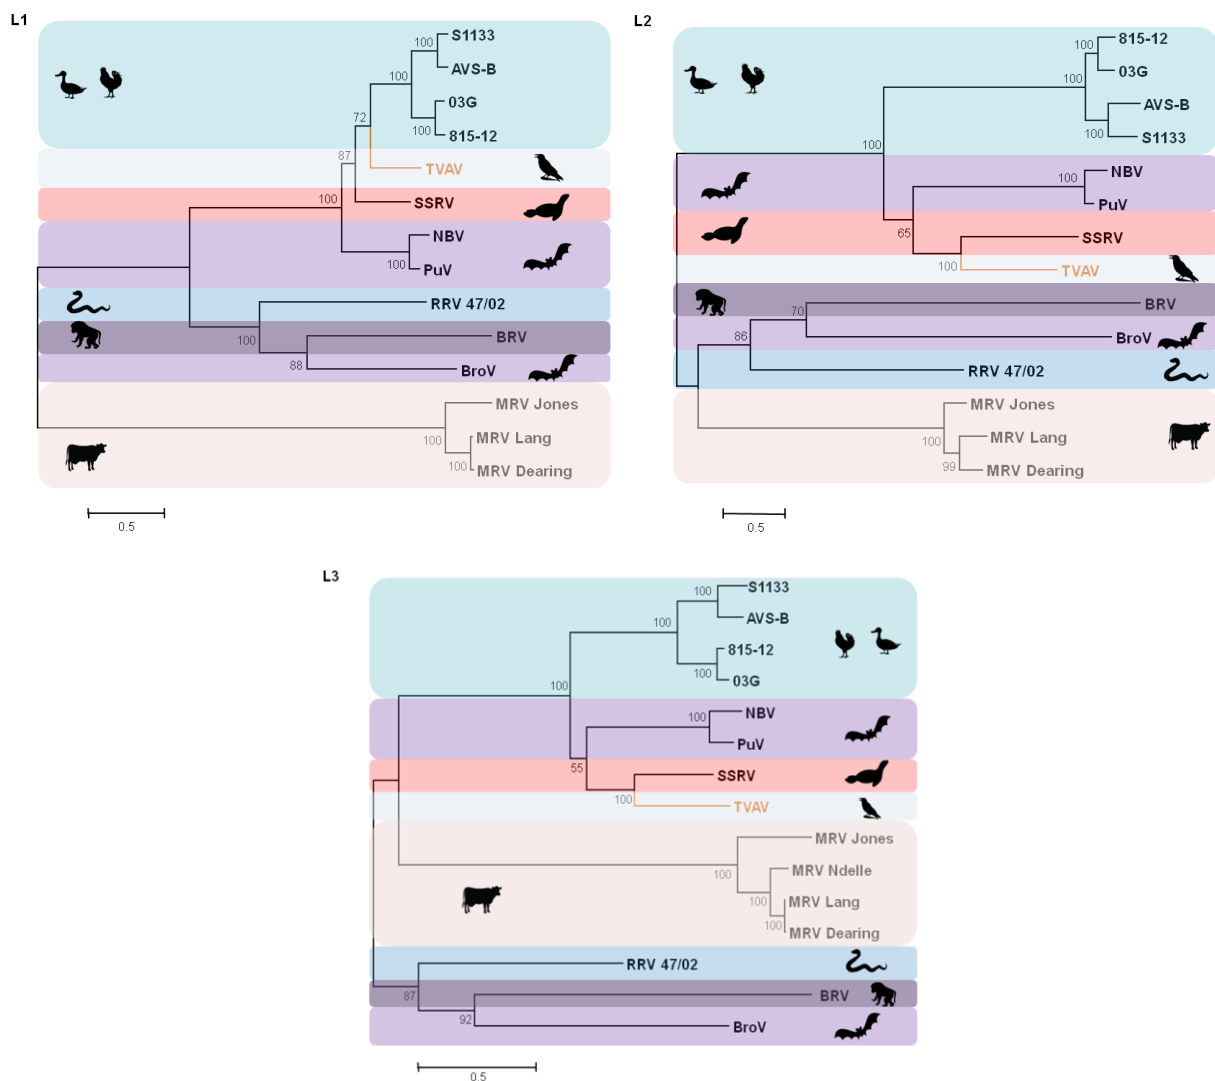 L1
S1133
100
AVS-B
100
03G
100
815-12
72
TVAV
87
SSRV
100
NBV
100
PuV
RRV 47/02
BRV
100
BroV
88
MRV Jones
MRV Lang
100
MRV Dearing
100
0.5
L2
815-12
100
03G
100
AVS-B
S1133
100
100
NBV
100
PuV
SSRV
65
TVAV
100
BRV
70
BroV
86
RRV 47/02
MRV Jones
MRV Lang
100
MRV Dearing
99
0.5
L3
S1133
100
AVS-B
100
815-12
100
03G
100
NBV
100
PuV
55
SSRV
100
TVAV
MRV Jones
MRV Ndelle
100
MRV Lang
100
MRV Dearing
100
RRV 47/02
BRV
87
BroV
92
0.5